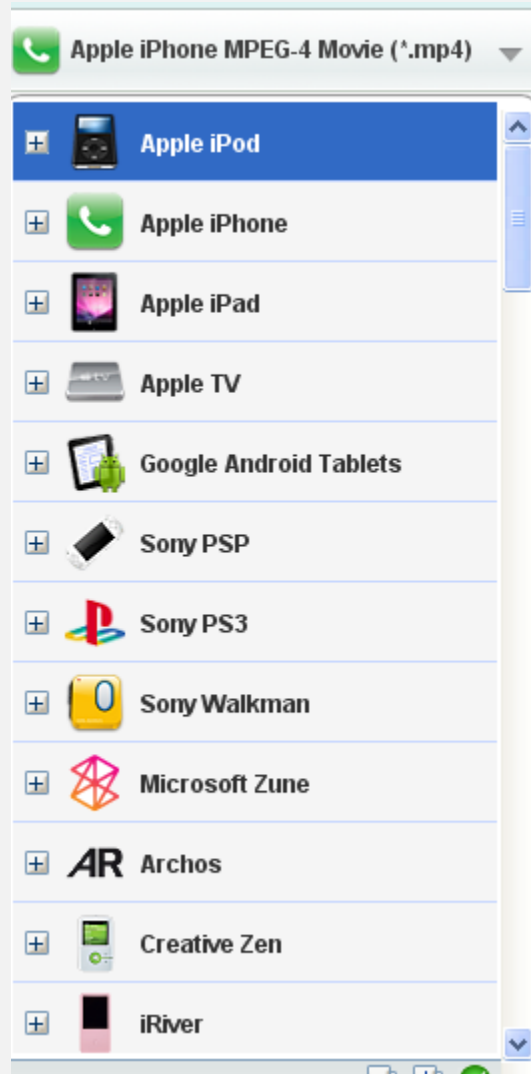 Apple iPhone MPEG-4 Movie (*.mp4)
Apple iPod
Apple iPhone
Apple iPad
Apple TV
Google Android Tablets
Sony PSP
Sony PS3
Sony Walkman
Microsoft Zune
AR Archos
Creative Zen
iRiver